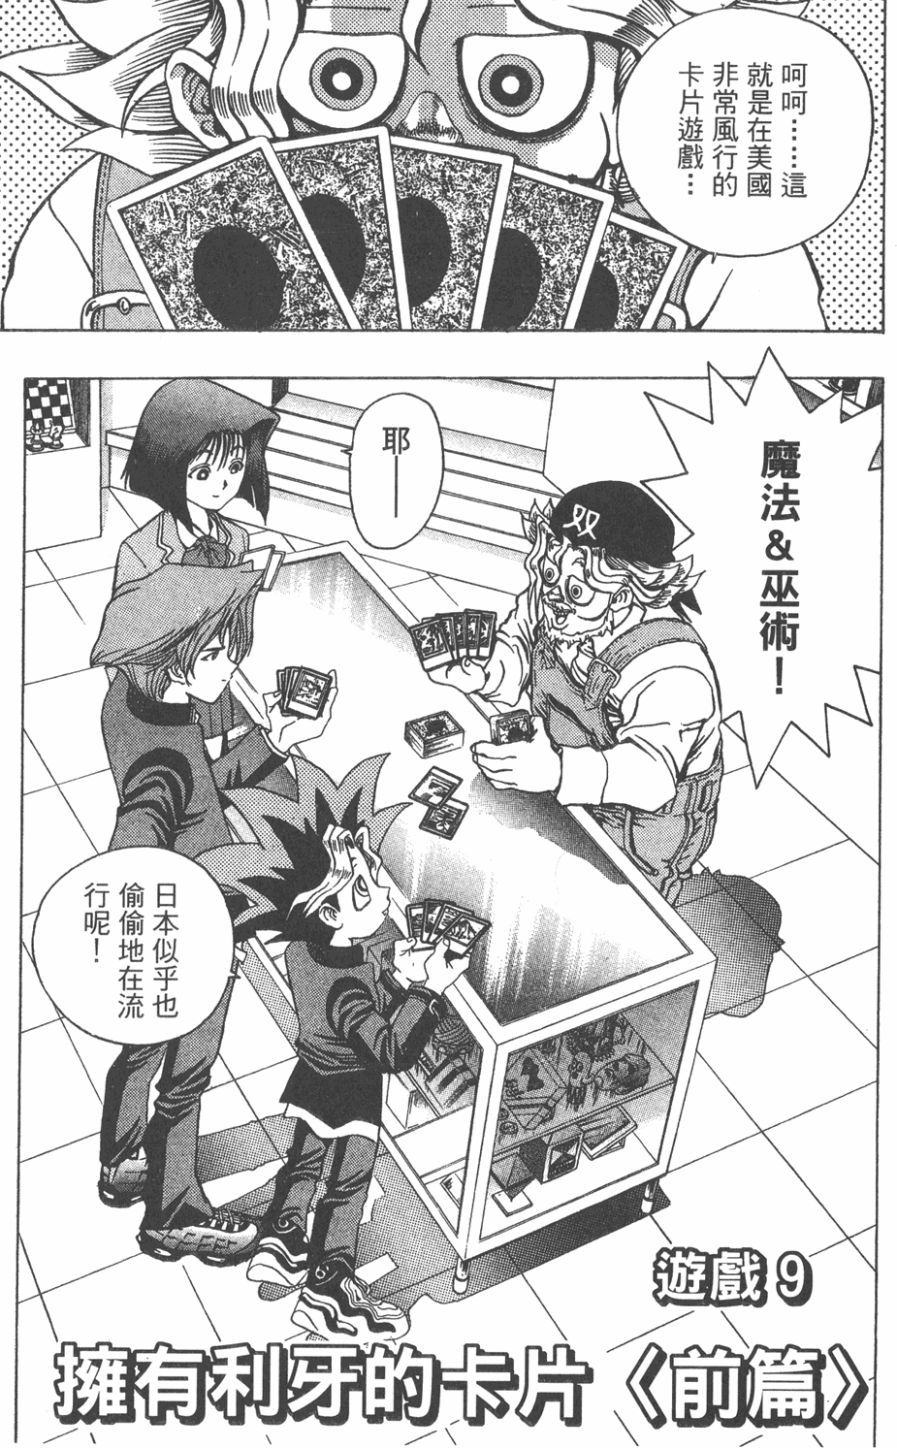 呵呵……這
就是在美國
非常風行的
卡片遊戲…
魔法＆巫術！
耶——
双
日本似乎也
偷偷地在流
行呢！
遊戲9
擁有利牙的卡片〈前篇〉